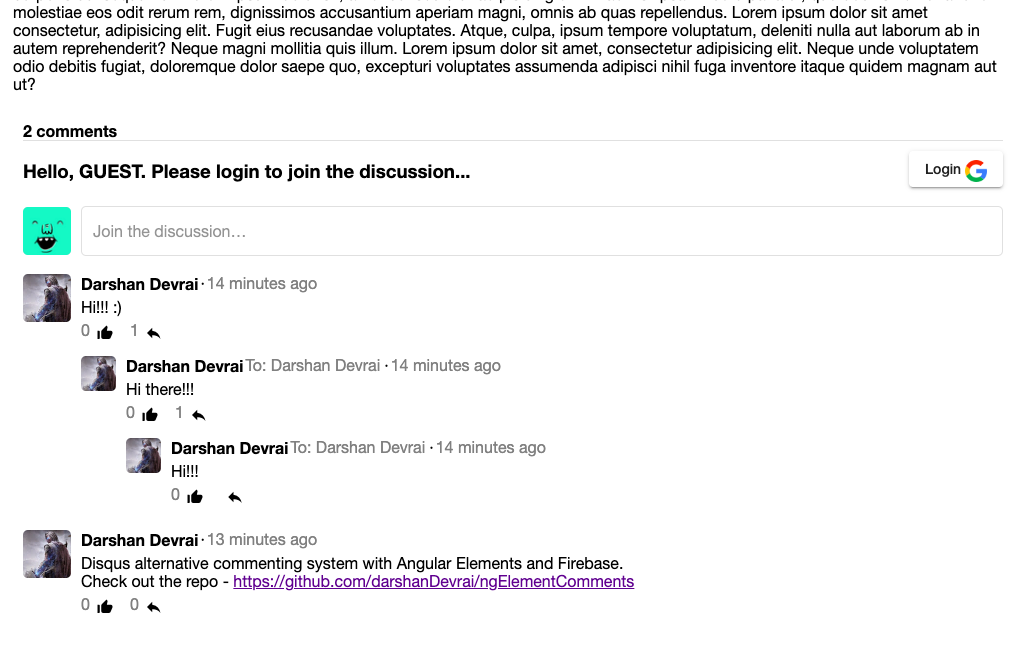 molestiae eos odit rerum rem, dignissimos accusantium aperiam magni, omnis ab quas repellendus. Lorem ipsum dolor sit amet
consectetur, adipisicing elit. Fugit eius recusandae voluptates. Atque, culpa, ipsum tempore voluptatum, deleniti nulla aut laborum ab in
autem reprehenderit? Neque magni mollitia quis illum. Lorem ipsum dolor sit amet, consectetur adipisicing elit. Neque unde voluptatem
odio debitis fugiat, doloremque dolor saepe quo, excepturi voluptates assumenda adipisci nihil fuga inventore itaque quidem magnam aut
ut?
2 comments
Hello, GUEST. Please login to join the discussion...
Login
Join the discussion...
Darshan Devrai · 14 minutes ago
Hi!!! :)
0 1
Darshan Devrai To: Darshan Devrai · 14 minutes ago
Hi there!!!
0 1
Darshan Devrai To: Darshan Devrai · 14 minutes ago
Hi!!!
0
Darshan Devrai · 13 minutes ago
Disqus alternative commenting system with Angular Elements and Firebase.
Check out the repo - https://github.com/darshanDevrai/ngElementComments
0 0